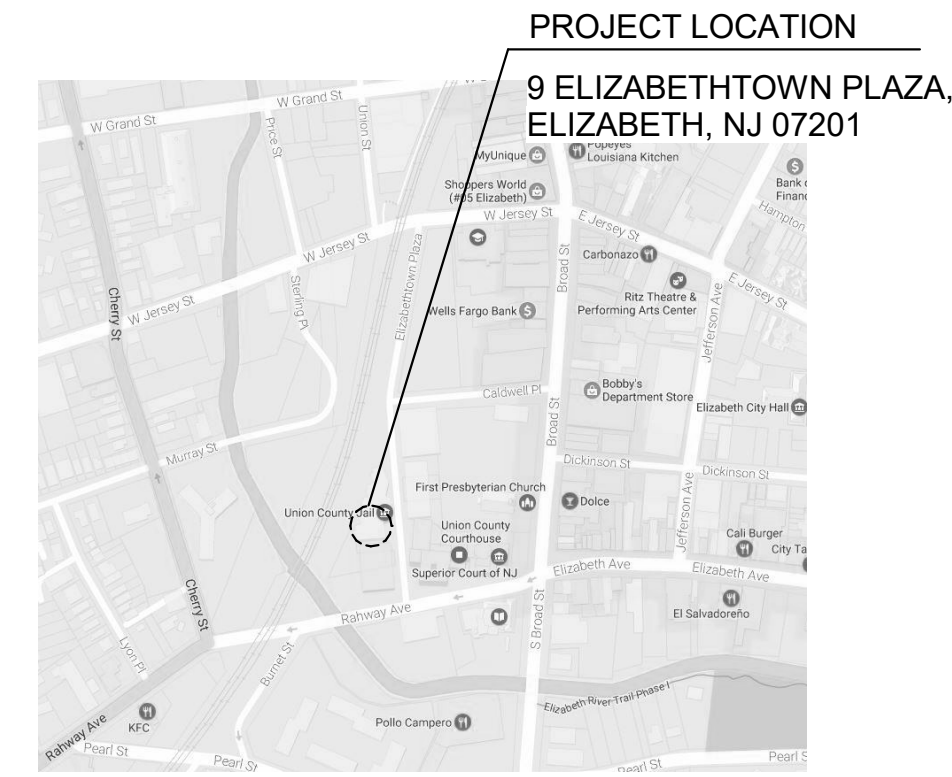 PROJECT LOCATION
9 ELIZABETHTOWN PLAZA,
ELIZABETH, NJ 07201
W Grand St
W Grand St
Price St
Union St
MyUnique
Popeyes
Louisiana Kitchen
Shoppers World
(#05 Elizabeth)
Bank
Financ
Hampton
W Jersey St
E Jersey St
W Jersey St
W Jersey St
Sterling Pl
Elizabethtown Plaza
Broad St
Carbonazo
Ritz Theatre &
Performing Arts Center
E Jersey St
Jefferson Ave
Cherry St
Wells Fargo Bank
Caldwell Pl
Bobby's
Department Store
Elizabeth City Hall
Broad St
Murray St
Dickinson St
Dickinson St
First Presbyterian Church
Dolce
Union County Jail
Union County
Courthouse
Superior Court of NJ
Jefferson Ave
Cali Burger
City Ta
Elizabeth Ave
Elizabeth Ave
El Salvadoreño
Cherry St
Rahway Ave
S Broad St
Lyon Pl
Burnet St
Elizabeth River Trail Phase I
KFC
Pollo Campero
Rahway Ave
Pearl St
Pearl St
Pearl St
Pearl S